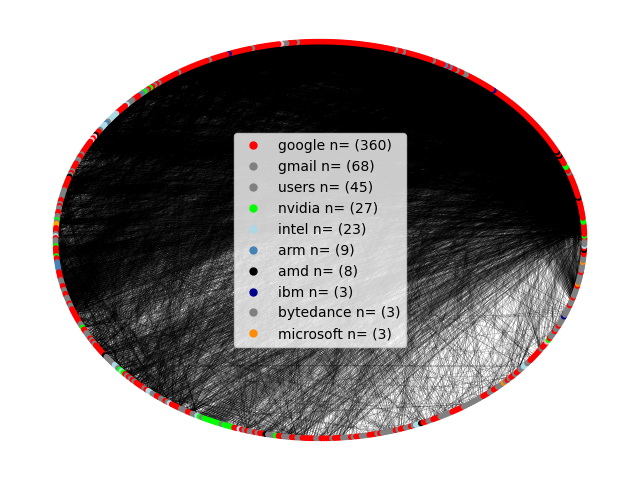 google n= (360)
gmail n= (68)
users n= (45)
nvidia n= (27)
intel n= (23)
arm n= (9)
amd n= (8)
ibm n= (3)
bytedance n= (3)
microsoft n= (3)